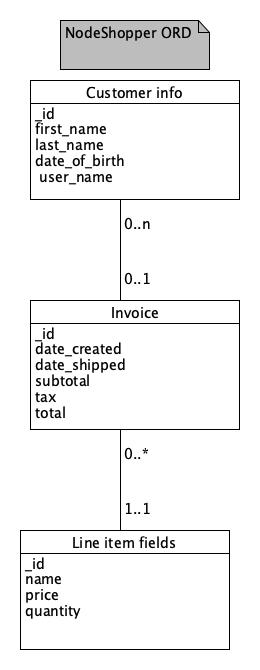 NodeShopper ORD
Customer info
_id
first_name
last_name
date_of_birth
user_name
0..n
0..1
Invoice
_id
date_created
date_shipped
subtotal
tax
total
0..*
1..1
Line item fields
_id
name
price
quantity